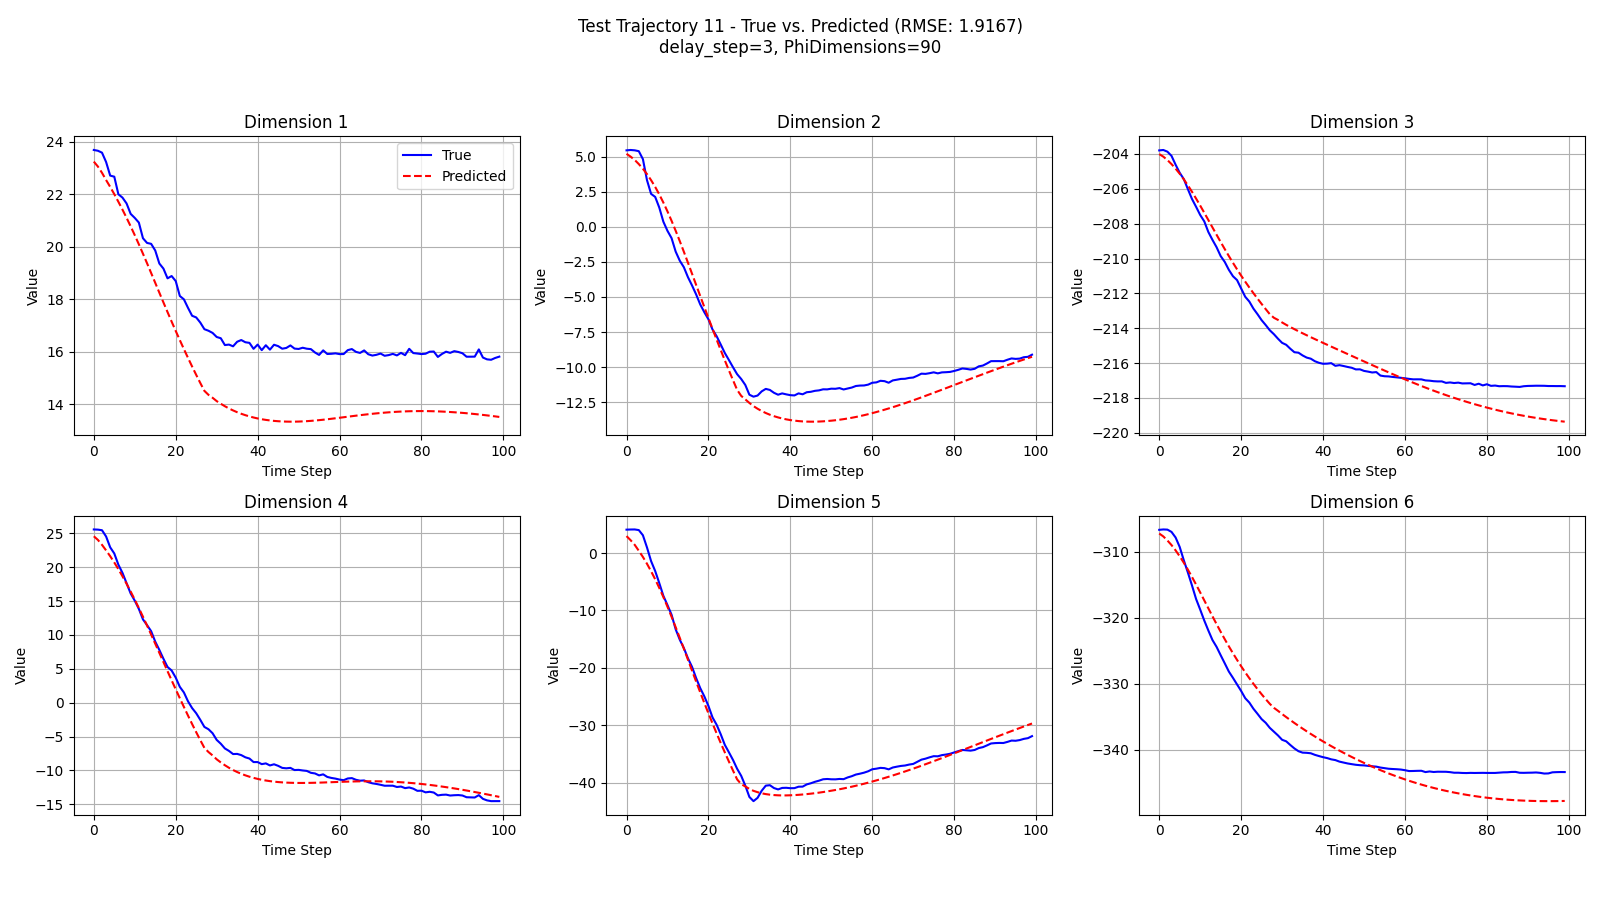 Test Trajectory 11 - True vs. Predicted (RMSE: 1.9167)
delay_step=3, PhiDimensions=90
Dimension 1
24
22
20
18
16
14
Value
0 20 40 60 80 100
Time Step
True
Predicted
Dimension 2
5.0
2.5
0.0
−2.5
−5.0
−7.5
−10.0
−12.5
Value
0 20 40 60 80 100
Time Step
Dimension 3
−204
−206
−208
−210
−212
−214
−216
−218
−220
Value
0 20 40 60 80 100
Time Step
Dimension 4
25
20
15
10
5
0
−5
−10
−15
Value
0 20 40 60 80 100
Time Step
Dimension 5
0
−10
−20
−30
−40
Value
0 20 40 60 80 100
Time Step
Dimension 6
−310
−320
−330
−340
Value
0 20 40 60 80 100
Time Step